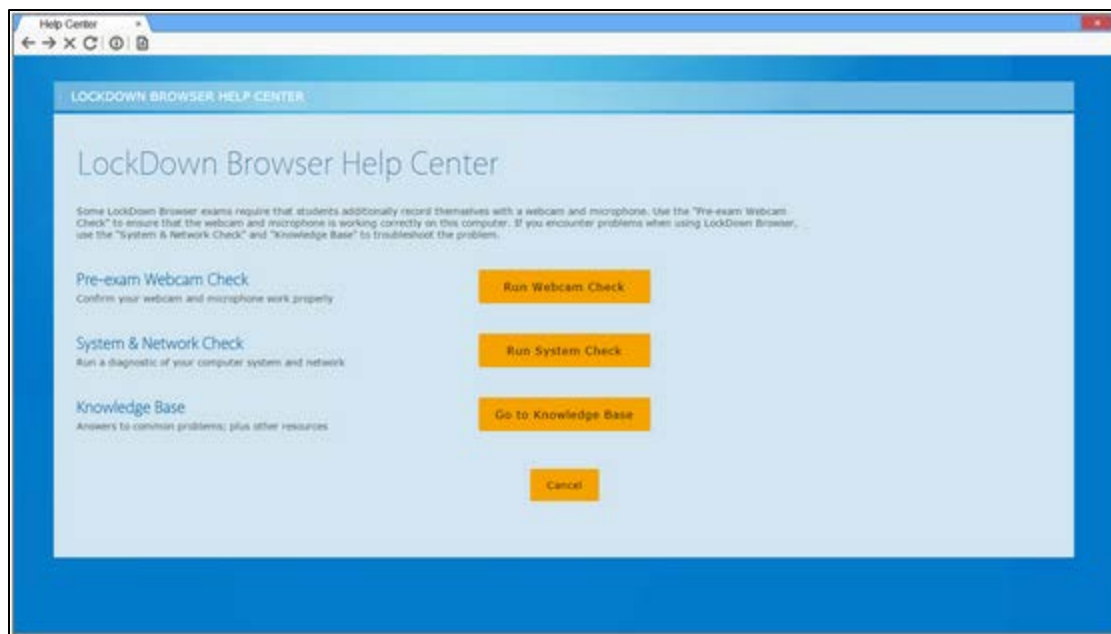 Help Center
LOCKDOWN BROWSER HELP CENTER
LockDown Browser Help Center
Some LockDown Browser exams require that students additionally record themselves with a webcam and microphone. Use the "Pre-exam Webcam
Check" to ensure that the webcam and microphone is working correctly on this computer. If you encounter problems when using LockDown Browser,
use the "System & Network Check" and "Knowledge Base" to troubleshoot the problem.
Pre-exam Webcam Check
Confirm your webcam and microphone work properly
Run Webcam Check
System & Network Check
Run a diagnostic of your computer system and network
Run System Check
Knowledge Base
Answers to common problems; plus other resources
Go to Knowledge Base
Cancel